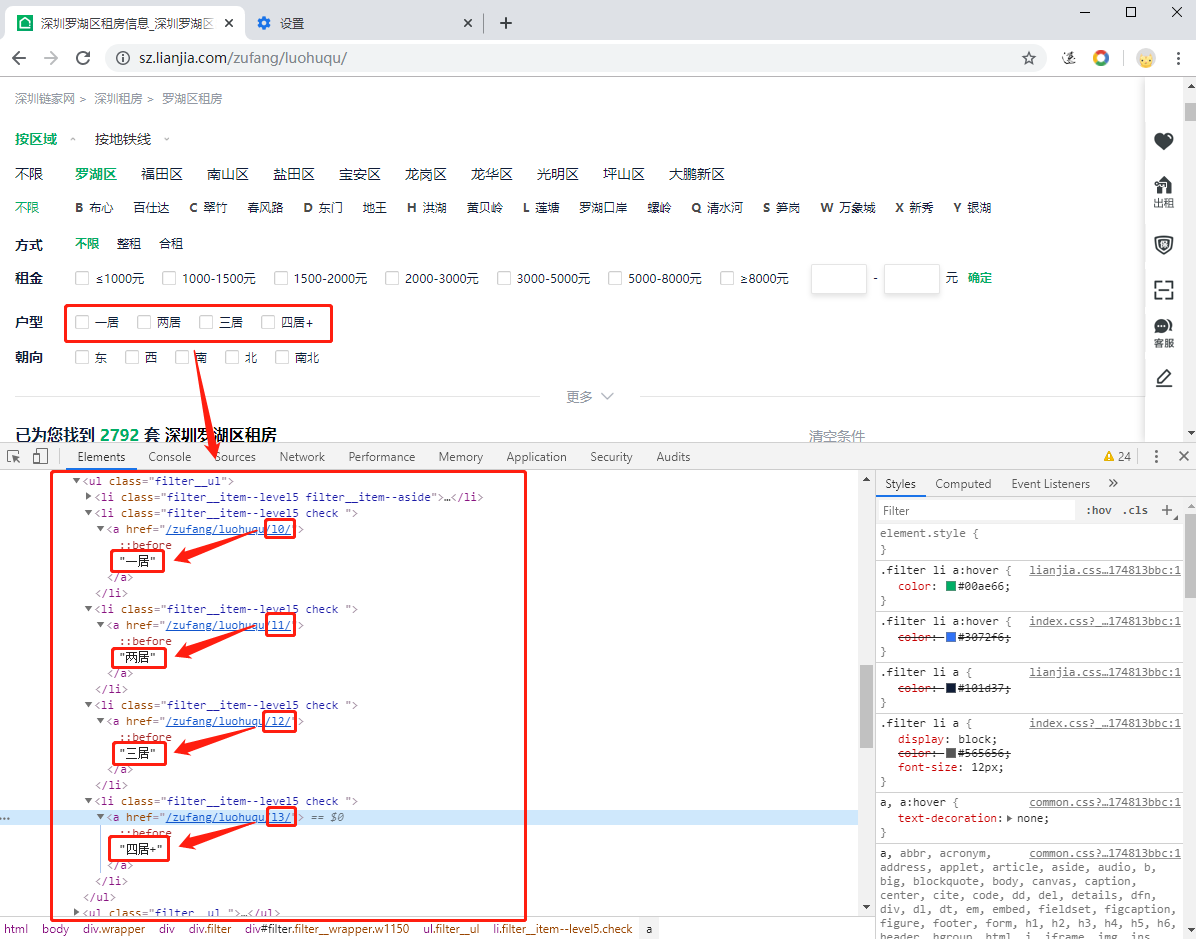 深圳罗湖区租房信息_深圳罗湖区
设置
sz.lianjia.com/zufang/luohuqu/
深圳链家网 > 深圳租房 > 罗湖区租房
按区域 按地铁线
不限 罗湖区 福田区 南山区 盐田区 宝安区 龙岗区 龙华区 光明区 坪山区 大鹏新区
不限 B 布心 百仕达 C 翠竹 春风路 D 东门 地王 H 洪湖 黄贝岭 L 莲塘 罗湖口岸 螺岭 Q 清水河 S 笋岗 W 万象城 X 新秀 Y 银湖
方式 不限 整租 合租
租金 ≤1000元 1000-1500元 1500-2000元 2000-3000元 3000-5000元 5000-8000元 ≥8000元 - 元 确定
户型 一居 两居 三居 四居+
朝向 东 西 南 北 南北
更多
已为您找到 2792 套 深圳罗湖区租房
清空条件
出租
保
客服
Elements Console Sources Network Performance Memory Application Security Audits 24
<ul class="filter__ul">
<li class="filter__item--level5 filter__item--aside">…</li>
<li class="filter__item--level5 check ">
<a href="/zufang/luohuqu/l0/">
::before
"一居"
</a>
</li>
<li class="filter__item--level5 check ">
<a href="/zufang/luohuqu/l1/">
::before
"两居"
</a>
</li>
<li class="filter__item--level5 check ">
<a href="/zufang/luohuqu/l2/">
::before
"三居"
</a>
</li>
<li class="filter__item--level5 check ">
<a href="/zufang/luohuqu/l3/"> == $0
::before
"四居+"
</a>
</li>
</ul>
<ul class="filter__ul ">…</ul>
html body div.wrapper div div.filter div#filter.filter__wrapper.w1150 ul.filter__ul li.filter__item--level5.check a
Styles Computed Event Listeners »
Filter :hov .cls +
element.style {
}
.filter li a:hover { lianjia.css…174813bbc:1
color: #00ae66;
}
.filter li a:hover { index.css?_…174813bbc:1
color: #3072f6;
}
.filter li a { lianjia.css…174813bbc:1
color: #101d37;
}
.filter li a { index.css?_…174813bbc:1
display: block;
color: #565656;
font-size: 12px;
}
a, a:hover { common.css?…174813bbc:1
text-decoration: none;
}
a, abbr, acronym, common.css?…174813bbc:1
address, applet, article, aside, audio, b,
big, blockquote, body, canvas, caption,
center, cite, code, dd, del, details, dfn,
div, dl, dt, em, embed, fieldset, figcaption,
figure, footer, form, h1, h2, h3, h4, h5, h6,
header, hgroup, html, i, iframe, img, ins,